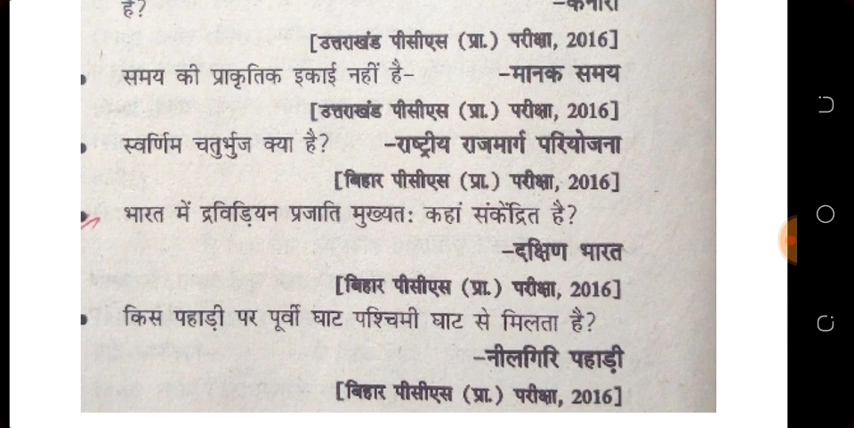 है? –कनारी
[उत्तराखंड पीसीएस (प्रा.) परीक्षा, 2016]
समय की प्राकृतिक इकाई नहीं है– –मानक समय
[उत्तराखंड पीसीएस (प्रा.) परीक्षा, 2016]
स्वर्णिम चतुर्भुज क्या है? –राष्ट्रीय राजमार्ग परियोजना
[बिहार पीसीएस (प्रा.) परीक्षा, 2016]
भारत में द्रविड़ियन प्रजाति मुख्यतः कहां संकेंद्रित है?
–दक्षिण भारत
[बिहार पीसीएस (प्रा.) परीक्षा, 2016]
किस पहाड़ी पर पूर्वी घाट पश्चिमी घाट से मिलता है?
–नीलगिरि पहाड़ी
[बिहार पीसीएस (प्रा.) परीक्षा, 2016]